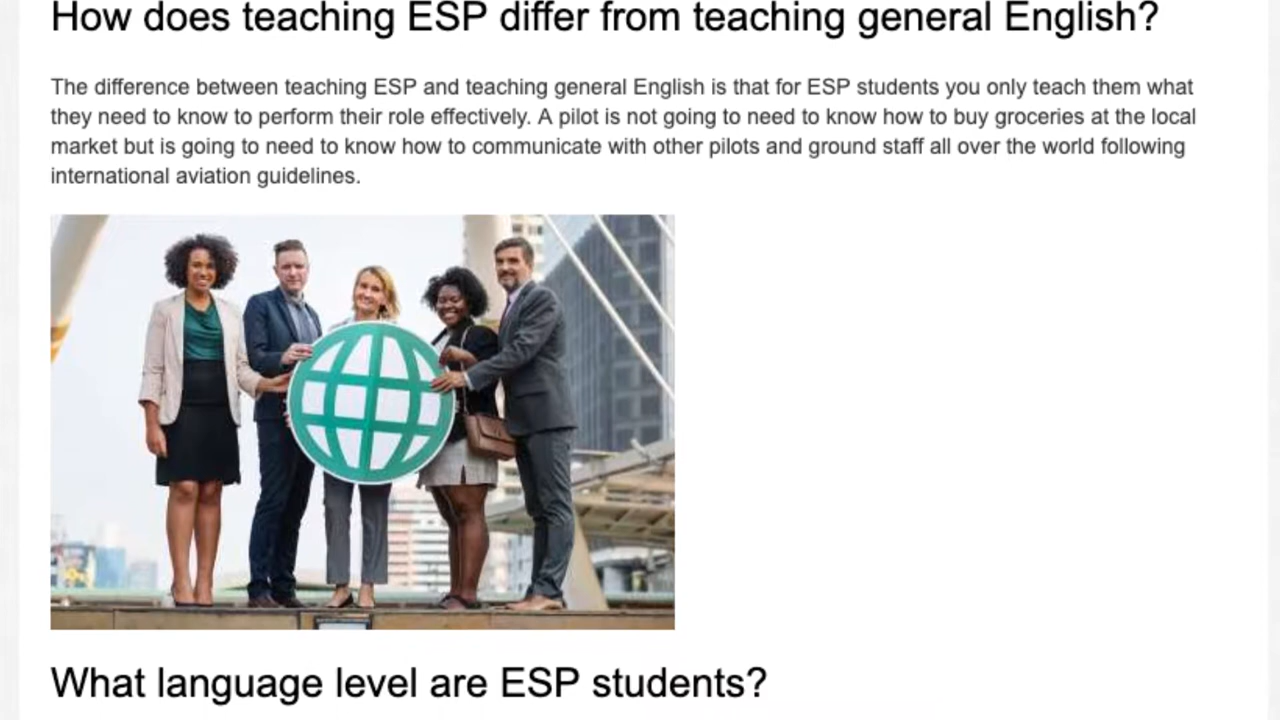 How does teaching ESP differ from teaching general English?
The difference between teaching ESP and teaching general English is that for ESP students you only teach them what
they need to know to perform their role effectively. A pilot is not going to need to know how to buy groceries at the local
market but is going to need to know how to communicate with other pilots and ground staff all over the world following
international aviation guidelines.
What language level are ESP students?